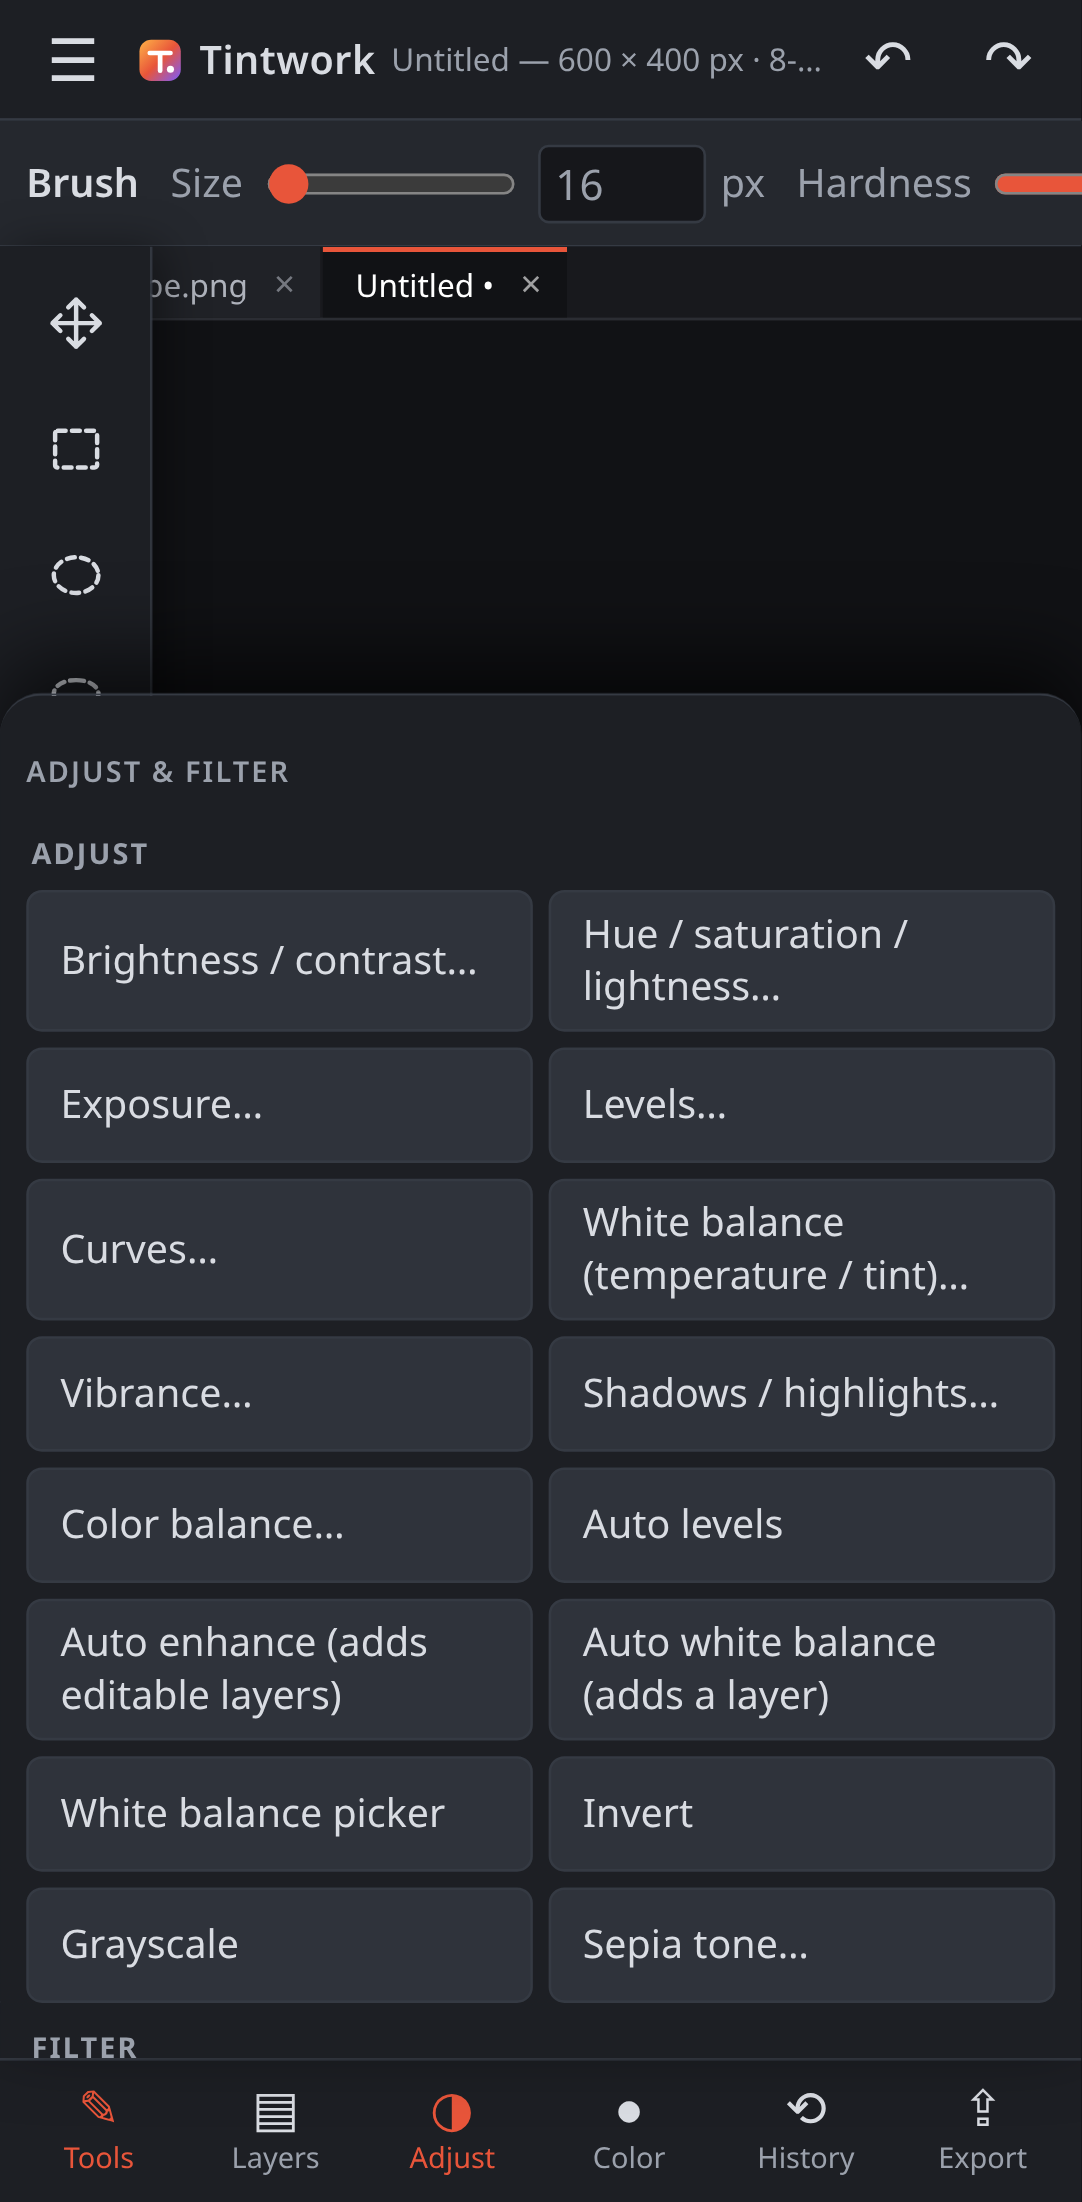 Tintwork Untitled — 600 × 400 px · 8-...
Brush Size 16 px Hardness
pe.png × Untitled • ×
ADJUST & FILTER
ADJUST
Brightness / contrast...
Hue / saturation /
lightness...
Exposure...
Levels...
Curves...
White balance
(temperature / tint)...
Vibrance...
Shadows / highlights...
Color balance...
Auto levels
Auto enhance (adds
editable layers)
Auto white balance
(adds a layer)
White balance picker
Invert
Grayscale
Sepia tone...
FILTER
Tools Layers Adjust Color History Export